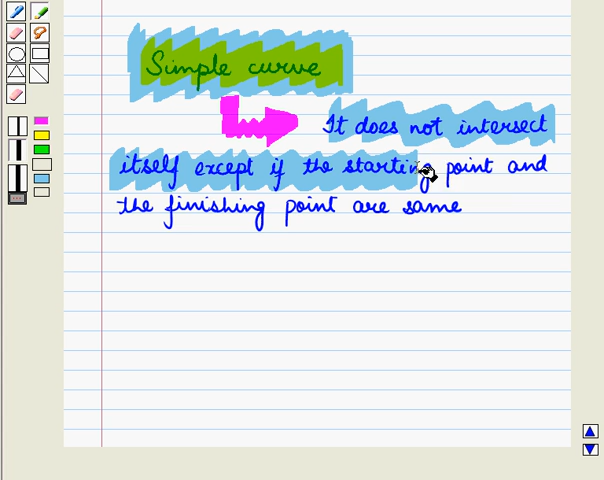 Simple curve
It does not intersect
itself except if the starting point and
the finishing point are same